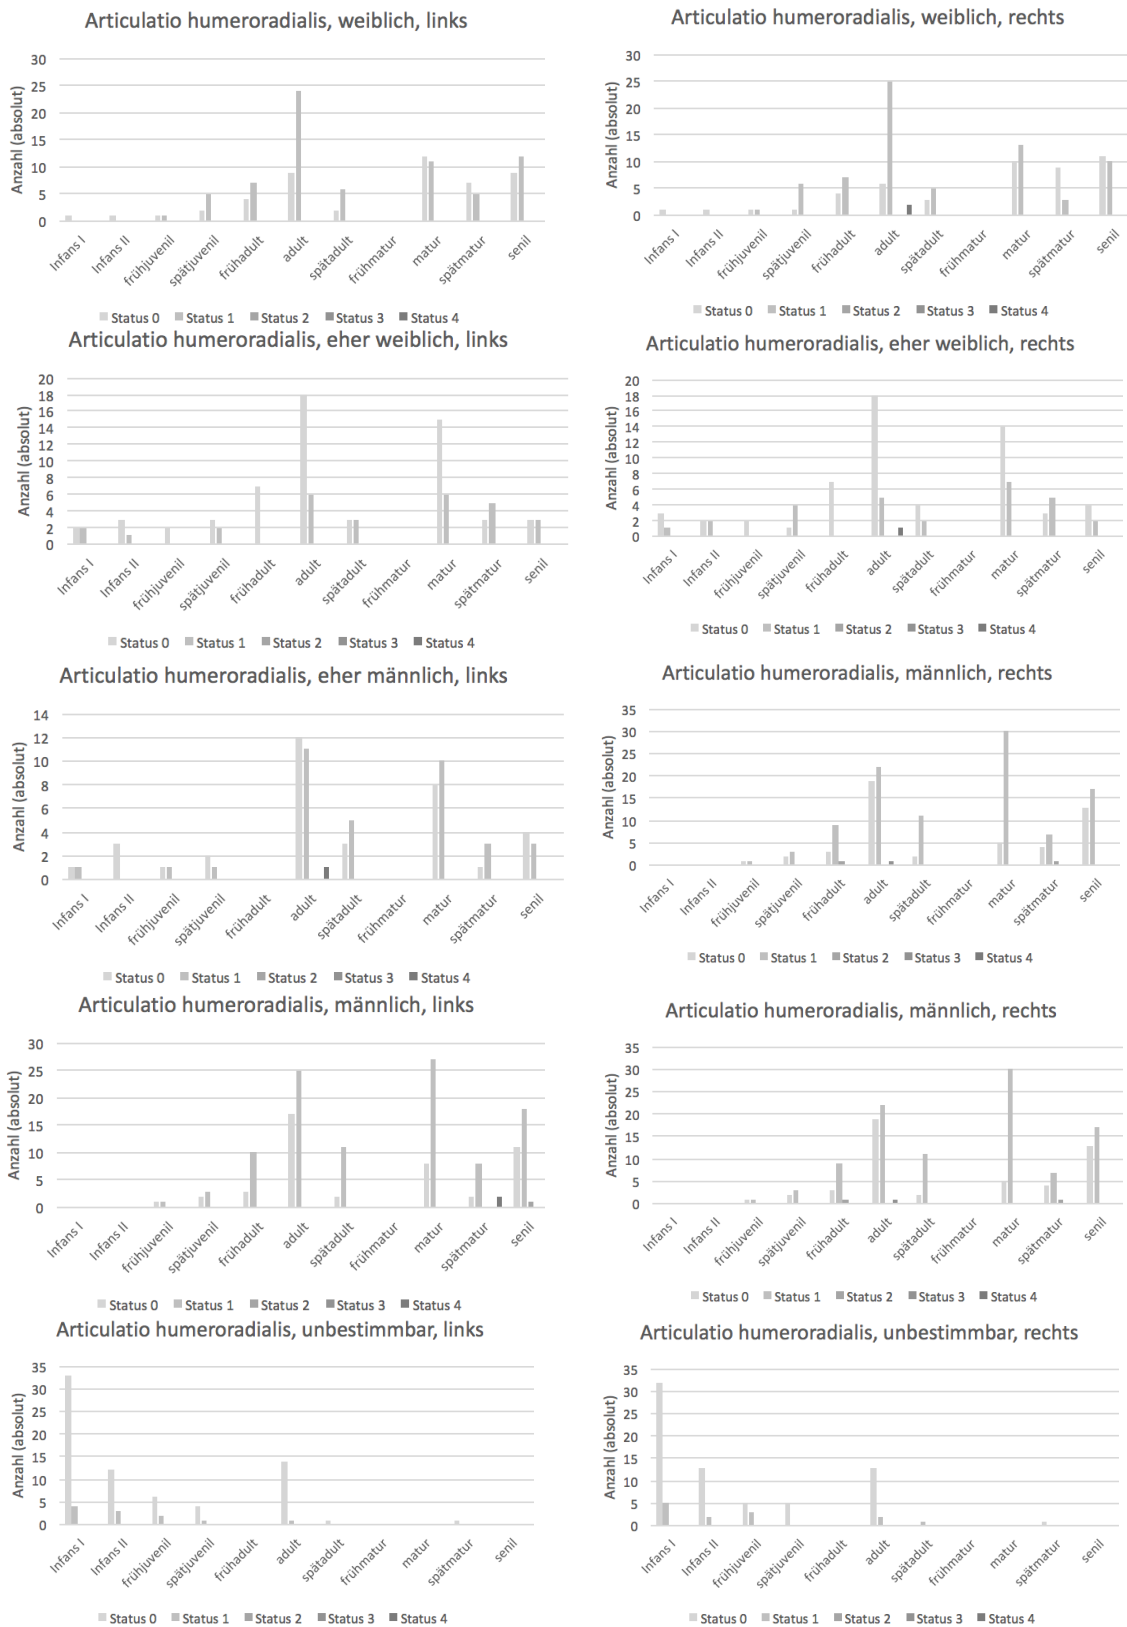 Articulatio humeroradialis, weiblich, links
Anzahl (absolut)
30
25
20
15
10
5
0
Infans I
Infans II
frühjuvenil
spätjuvenil
frühadult
adult
spätadult
frühmatur
matur
spätmatur
senil
Status 0 Status 1 Status 2 Status 3 Status 4
Articulatio humeroradialis, weiblich, rechts
Anzahl (absolut)
30
25
20
15
10
5
0
Infans I
Infans II
frühjuvenil
spätjuvenil
frühadult
adult
spätadult
frühmatur
matur
spätmatur
senil
Status 0 Status 1 Status 2 Status 3 Status 4
Articulatio humeroradialis, eher weiblich, links
Anzahl (absolut)
20
18
16
14
12
10
8
6
4
2
0
Infans I
Infans II
frühjuvenil
spätjuvenil
frühadult
adult
spätadult
frühmatur
matur
spätmatur
senil
Status 0 Status 1 Status 2 Status 3 Status 4
Articulatio humeroradialis, eher weiblich, rechts
Anzahl (absolut)
20
18
16
14
12
10
8
6
4
2
0
Infans I
Infans II
frühjuvenil
spätjuvenil
frühadult
adult
spätadult
frühmatur
matur
spätmatur
senil
Status 0 Status 1 Status 2 Status 3 Status 4
Articulatio humeroradialis, eher männlich, links
Anzahl (absolut)
14
12
10
8
6
4
2
0
Infans I
Infans II
frühjuvenil
spätjuvenil
frühadult
adult
spätadult
frühmatur
matur
spätmatur
senil
Status 0 Status 1 Status 2 Status 3 Status 4
Articulatio humeroradialis, männlich, rechts
Anzahl (absolut)
35
30
25
20
15
10
5
0
Infans I
Infans II
frühjuvenil
spätjuvenil
frühadult
adult
spätadult
frühmatur
matur
spätmatur
senil
Status 0 Status 1 Status 2 Status 3 Status 4
Articulatio humeroradialis, männlich, links
Anzahl (absolut)
30
25
20
15
10
5
0
Infans I
Infans II
frühjuvenil
spätjuvenil
frühadult
adult
spätadult
frühmatur
matur
spätmatur
senil
Status 0 Status 1 Status 2 Status 3 Status 4
Articulatio humeroradialis, männlich, rechts
Anzahl (absolut)
35
30
25
20
15
10
5
0
Infans I
Infans II
frühjuvenil
spätjuvenil
frühadult
adult
spätadult
frühmatur
matur
spätmatur
senil
Status 0 Status 1 Status 2 Status 3 Status 4
Articulatio humeroradialis, unbestimmbar, links
Anzahl (absolut)
35
30
25
20
15
10
5
0
Infans I
Infans II
frühjuvenil
spätjuvenil
frühadult
adult
spätadult
frühmatur
matur
spätmatur
senil
Status 0 Status 1 Status 2 Status 3 Status 4
Articulatio humeroradialis, unbestimmbar, rechts
Anzahl (absolut)
35
30
25
20
15
10
5
0
Infans I
Infans II
frühjuvenil
spätjuvenil
frühadult
adult
spätadult
frühmatur
matur
spätmatur
senil
Status 0 Status 1 Status 2 Status 3 Status 4